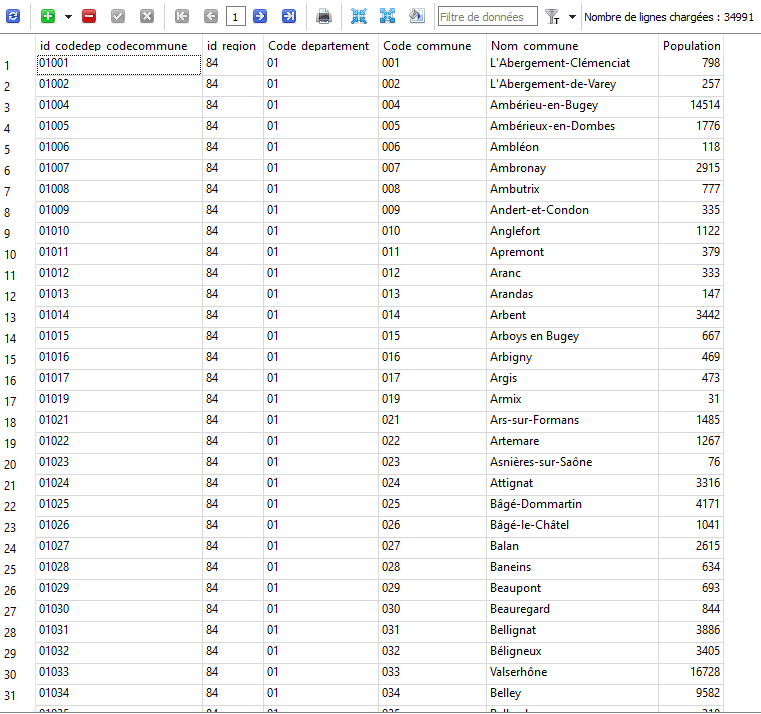 1 Filtre de données T Nombre de lignes chargées : 34991
id_codedep_codecommune id_region Code_departement Code_commune Nom_commune Population
1 01001 84 01 001 L'Abergement-Clémenciat 798
2 01002 84 01 002 L'Abergement-de-Varey 257
3 01004 84 01 004 Ambérieu-en-Bugey 14514
4 01005 84 01 005 Ambérieux-en-Dombes 1776
5 01006 84 01 006 Ambléon 118
6 01007 84 01 007 Ambronay 2915
7 01008 84 01 008 Ambutrix 777
8 01009 84 01 009 Andert-et-Condon 335
9 01010 84 01 010 Anglefort 1122
10 01011 84 01 011 Apremont 379
11 01012 84 01 012 Aranc 333
12 01013 84 01 013 Arandas 147
13 01014 84 01 014 Arbent 3442
14 01015 84 01 015 Arboys en Bugey 667
15 01016 84 01 016 Arbigny 469
16 01017 84 01 017 Argis 473
17 01019 84 01 019 Armix 31
18 01021 84 01 021 Ars-sur-Formans 1485
19 01022 84 01 022 Artemare 1267
20 01023 84 01 023 Asnières-sur-Saône 76
21 01024 84 01 024 Attignat 3316
22 01025 84 01 025 Bâgé-Dommartin 4171
23 01026 84 01 026 Bâgé-le-Châtel 1041
24 01027 84 01 027 Balan 2615
25 01028 84 01 028 Baneins 634
26 01029 84 01 029 Beaupont 693
27 01030 84 01 030 Beauregard 844
28 01031 84 01 031 Bellignat 3886
29 01032 84 01 032 Béligneux 3405
30 01033 84 01 033 Valserhône 16728
31 01034 84 01 034 Belley 9582